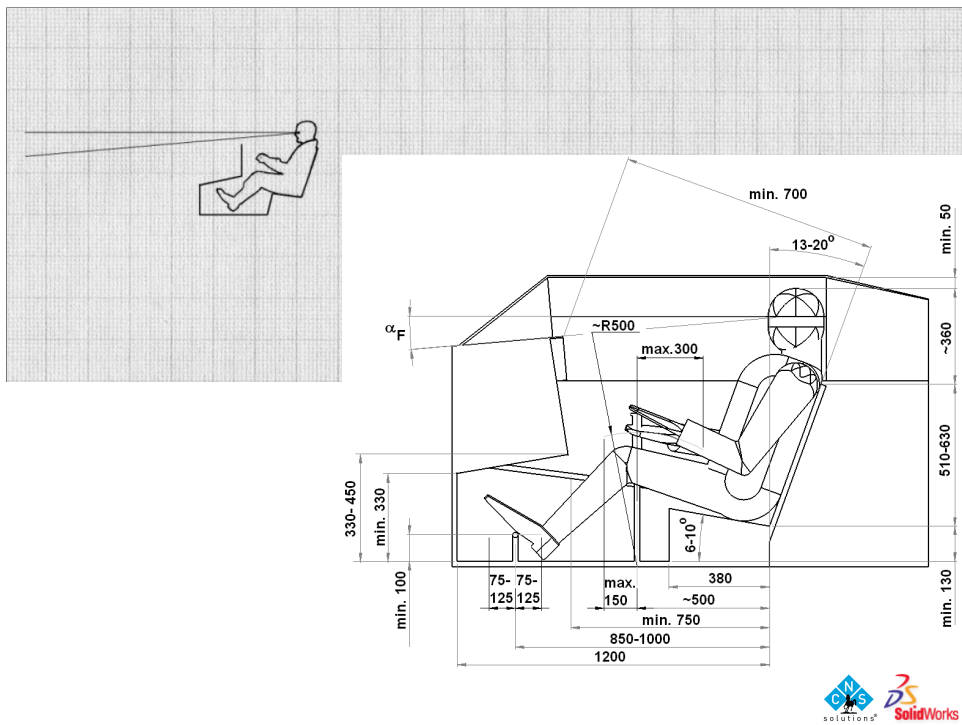 min. 700
13-20°
min. 50
αF
~R500
max.300
~360
510-630
330-450
min. 330
6-10°
min. 100
75-125
75-125
max. 150
380
~500
min. 130
min. 750
850-1000
1200
CNS
solutions®
DS
SolidWorks